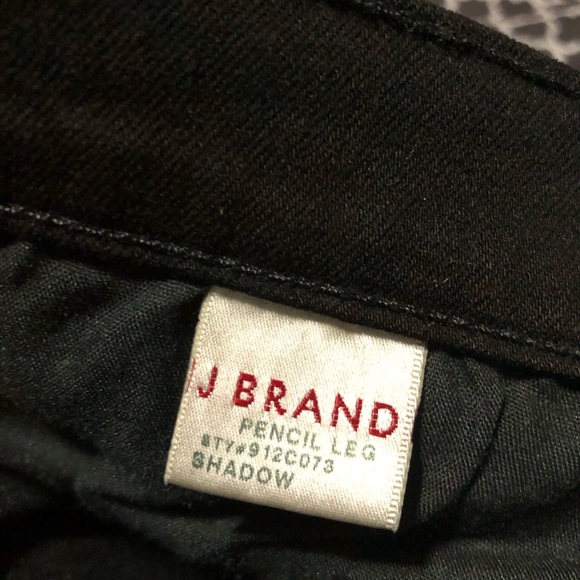 J BRAND
PENCIL LEG
STY#912C073
SHADOW